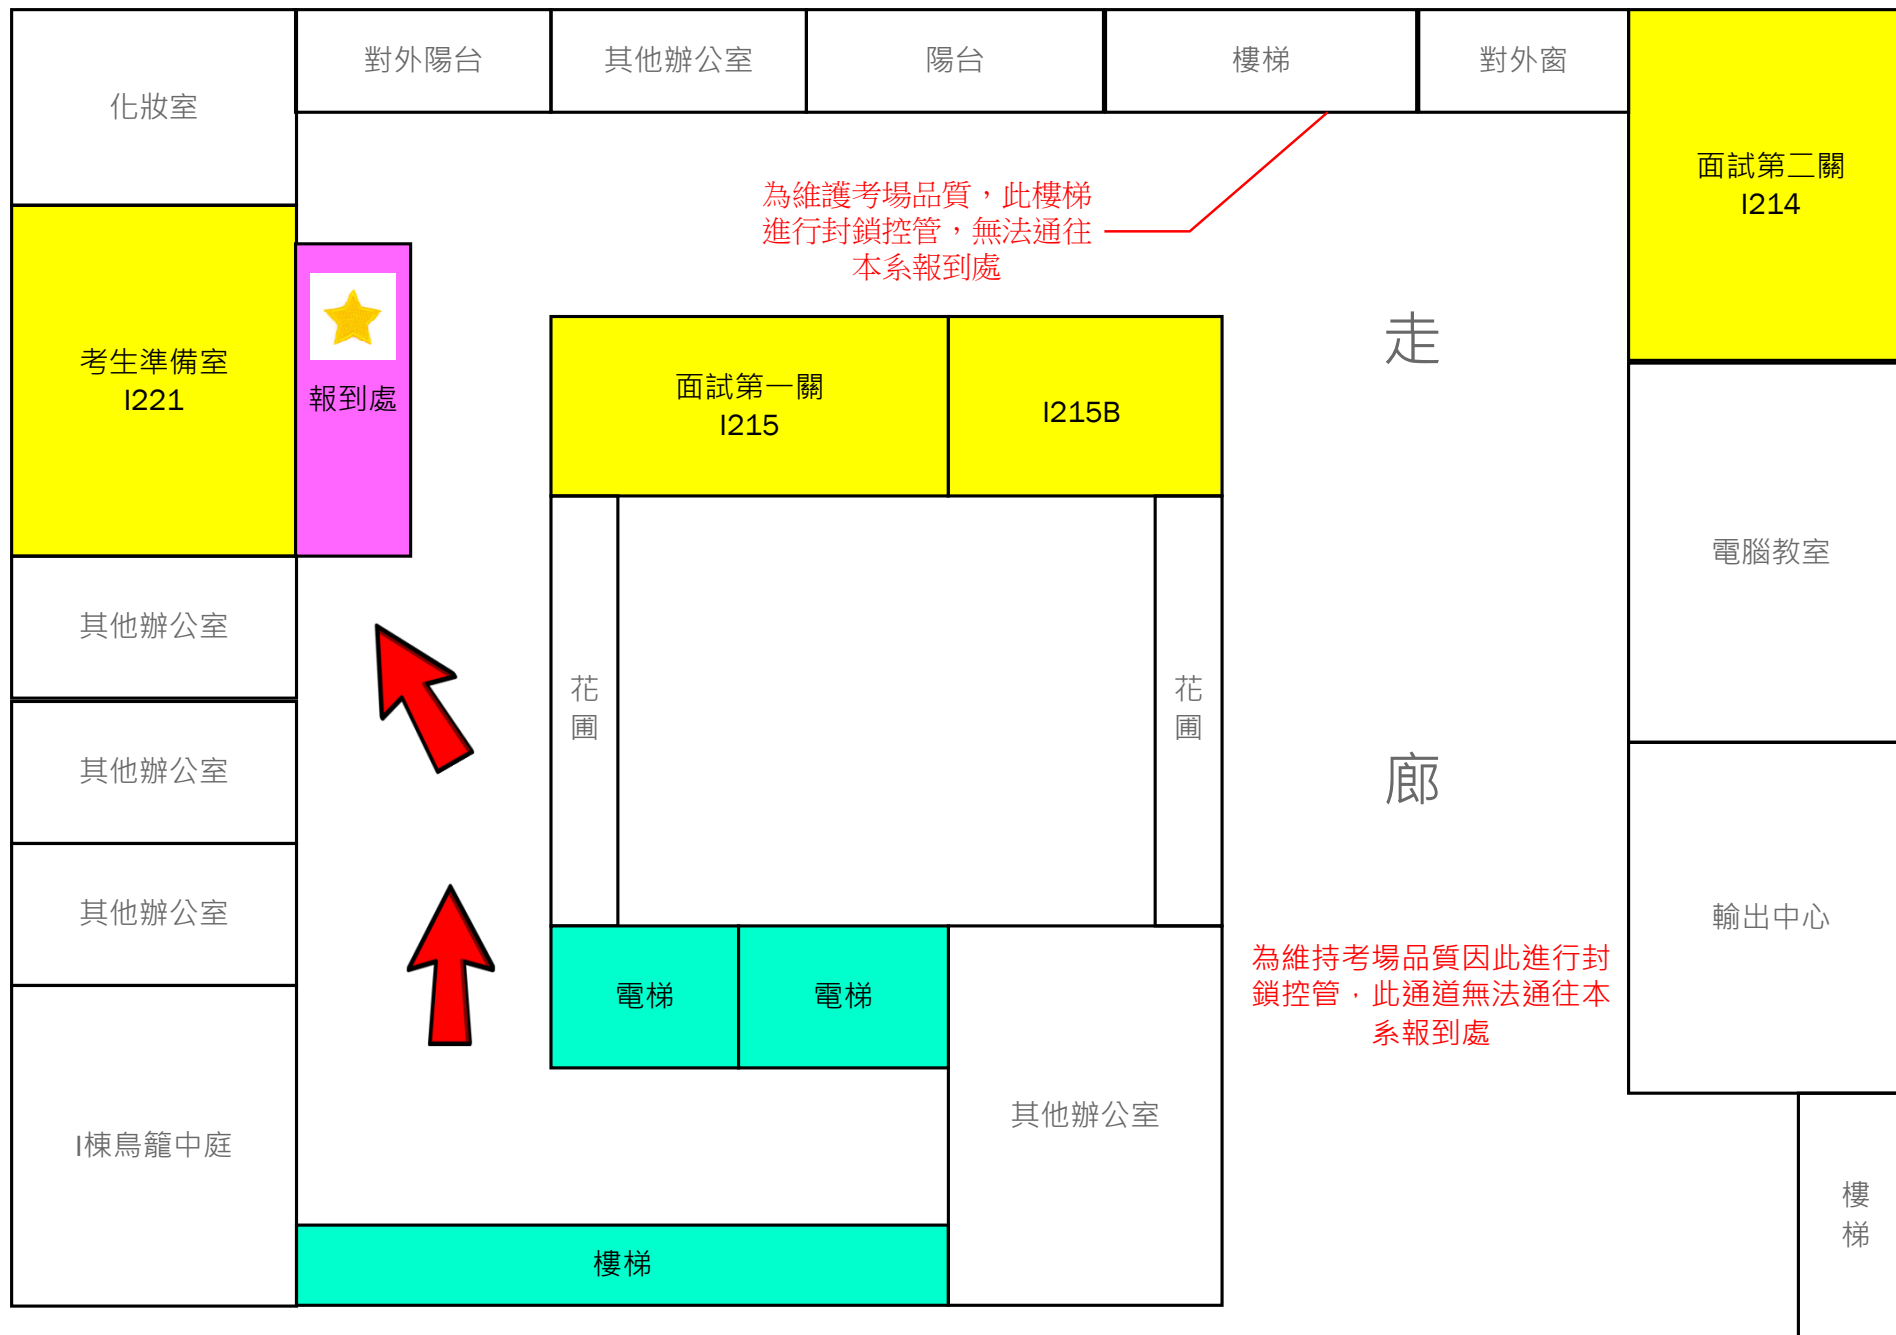 化妝室
對外陽台
其他辦公室
陽台
樓梯
對外窗
面試第二關
I214
為維護考場品質，此樓梯
進行封鎖控管，無法通往
本系報到處
考生準備室
I221
報到處
面試第一關
I215
I215B
走
廊
電腦教室
其他辦公室
花
圃
花
圃
其他辦公室
其他辦公室
輸出中心
為維持考場品質因此進行封
鎖控管，此通道無法通往本
系報到處
電梯
電梯
其他辦公室
I棟鳥籠中庭
樓梯
樓
梯